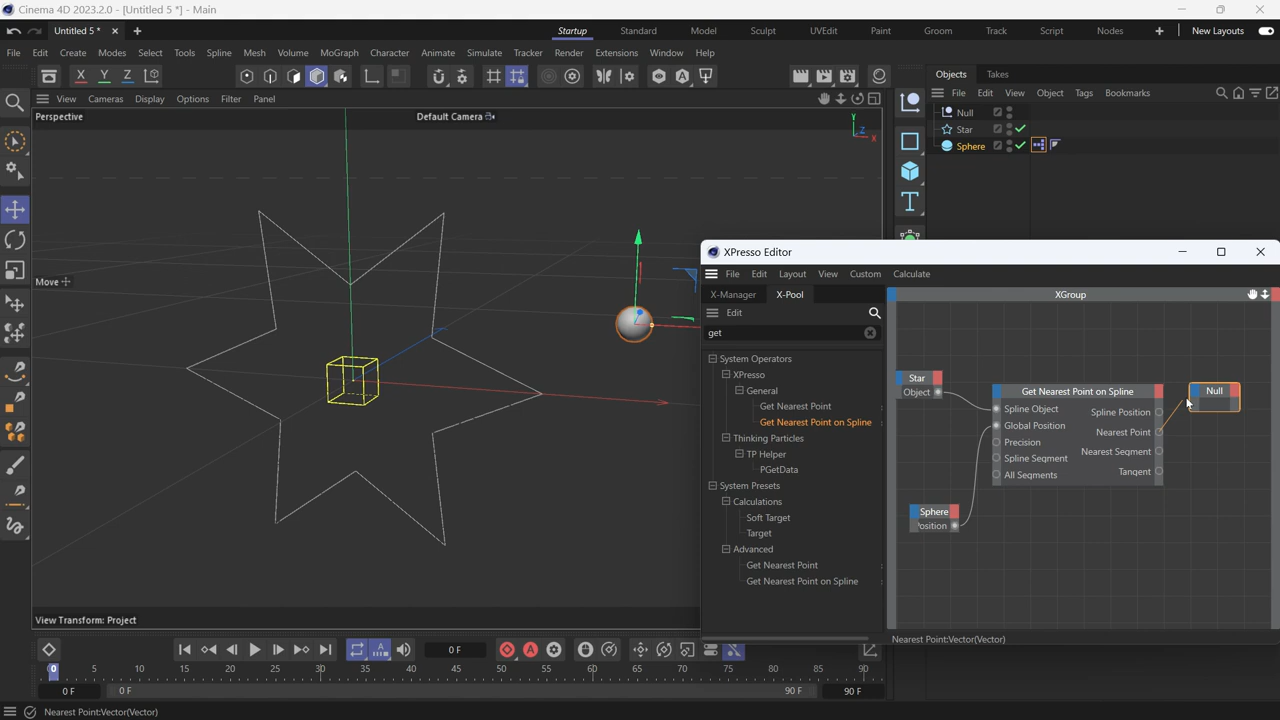 Cinema 4D 2023.2.0 - [Untitled 5 *] - Main
Untitled 5 *
Startup
Standard
Model
Sculpt
UVEdit
Paint
Groom
Track
Script
Nodes
New Layouts
File Edit Create Modes Select Tools Spline Mesh Volume MoGraph Character Animate Simulate Tracker Render Extensions Window Help
X Y Z
Objects Takes
View Cameras Display Options Filter Panel
File Edit View Object Tags Bookmarks
Perspective
Default Camera
Y
Z
X
Null
Star
Sphere
T
XPresso Editor
File Edit Layout View Custom Calculate
Move
X-Manager X-Pool
XGroup
Edit
get
System Operators
XPresso
General
Get Nearest Point
Get Nearest Point on Spline
Thinking Particles
TP Helper
PGetData
System Presets
Calculations
Soft Target
Target
Advanced
Get Nearest Point
Get Nearest Point on Spline
Star
Object
Get Nearest Point on Spline
Spline Object
Global Position
Precision
Spline Segment
All Segments
Spline Position
Nearest Point
Nearest Segment
Tangent
Null
Sphere
Position
View Transform: Project
Nearest Point:Vector(Vector)
0 F
0 5 10 15 20 25 30 35 40 45 50 55 60 65 70 75 80 85 90
0 F
0 F
90 F
90 F
Nearest Point:Vector(Vector)